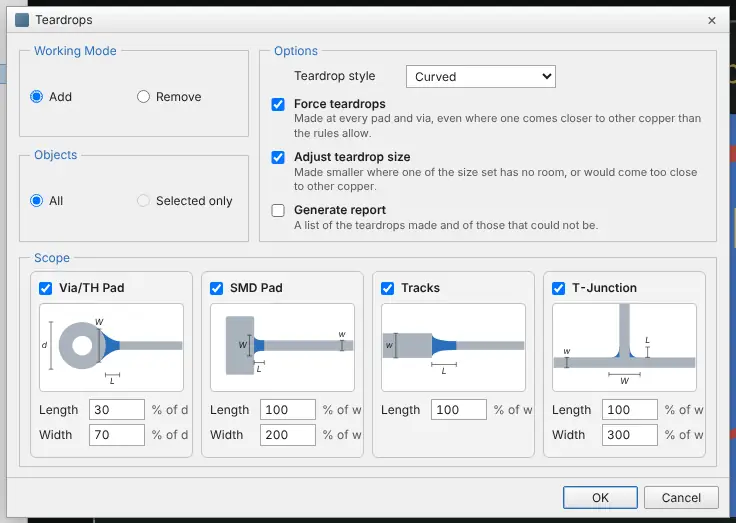 Teardrops
Working Mode
Add
Remove
Objects
All
Selected only
Options
Teardrop style
Curved
Force teardrops
Made at every pad and via, even where one comes closer to other copper than
the rules allow.
Adjust teardrop size
Made smaller where one of the size set has no room, or would come too close
to other copper.
Generate report
A list of the teardrops made and of those that could not be.
Scope
Via/TH Pad
d
W
L
Length 30 % of d
Width 70 % of d
SMD Pad
W
w
L
Length 100 % of w
Width 200 % of w
Tracks
w
L
Length 100 % of w
T-Junction
w
L
W
Length 100 % of w
Width 300 % of w
OK
Cancel